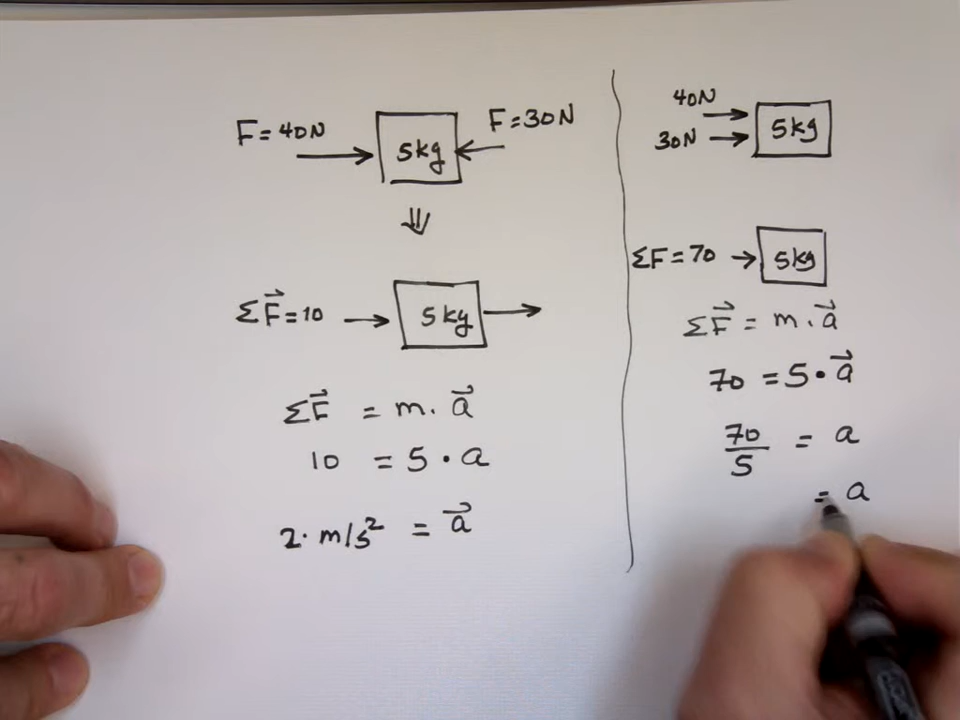 F=40N
5kg
F=30N
⇓
ΣF⃗=10
5kg
ΣF⃗ = m. a⃗
10 = 5 · a
2· m/s² = a⃗
40N
30N
5kg
ΣF=70
5kg
ΣF⃗ = m. a⃗
70 = 5 · a⃗
70/5 = a
= a